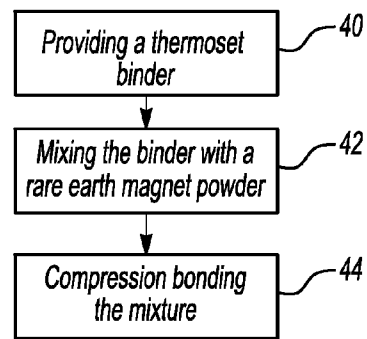 Providing a thermoset
binder
40
Mixing the binder with a
rare earth magnet powder
42
Compression bonding
the mixture
44